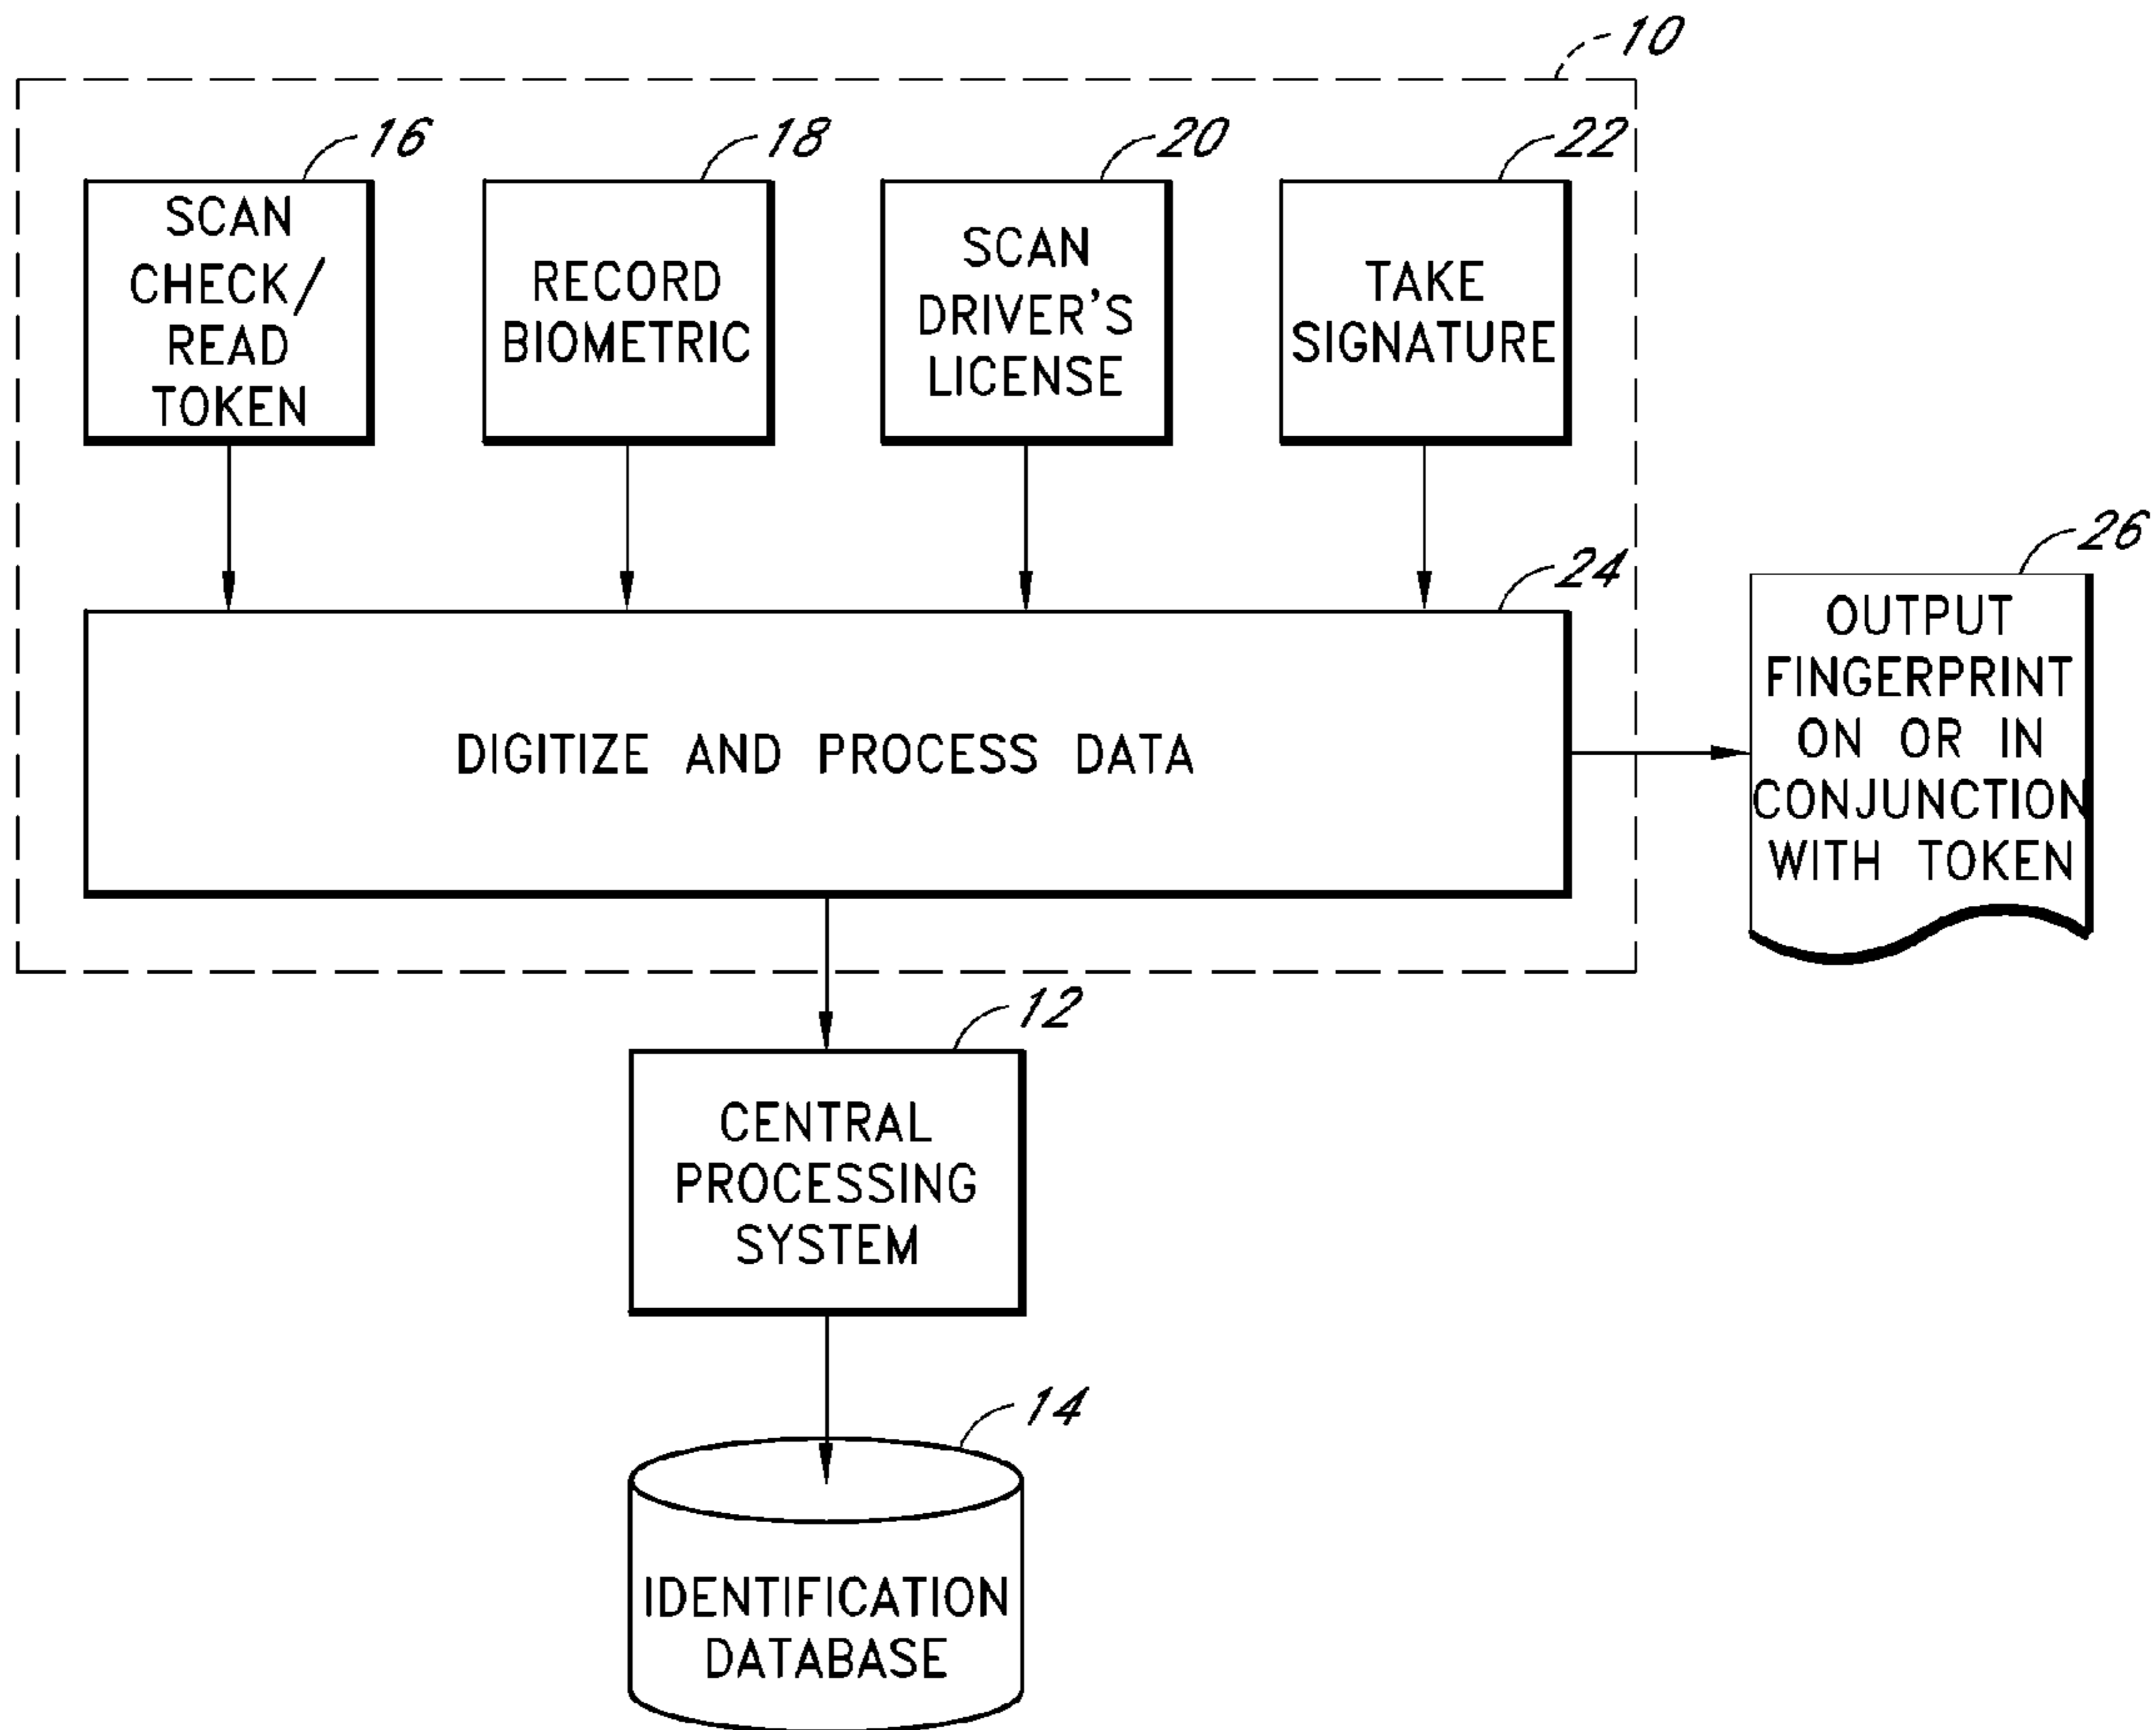 10
16
SCAN
CHECK/
READ
TOKEN
18
RECORD
BIOMETRIC
20
SCAN
DRIVER'S
LICENSE
22
TAKE
SIGNATURE
24
DIGITIZE AND PROCESS DATA
26
OUTPUT
FINGERPRINT
ON OR IN
CONJUNCTION
WITH TOKEN
12
CENTRAL
PROCESSING
SYSTEM
14
IDENTIFICATION
DATABASE